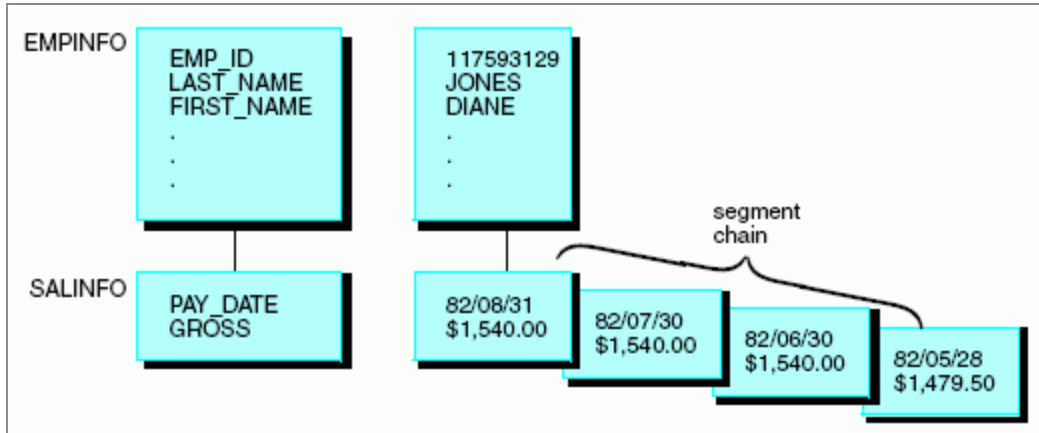 EMPINFO
EMP_ID
LAST_NAME
FIRST_NAME
.
.
.
117593129
JONES
DIANE
.
.
.
segment
chain
SALINFO
PAY_DATE
GROSS
82/08/31
$1,540.00
82/07/30
$1,540.00
82/06/30
$1,540.00
82/05/28
$1,479.50